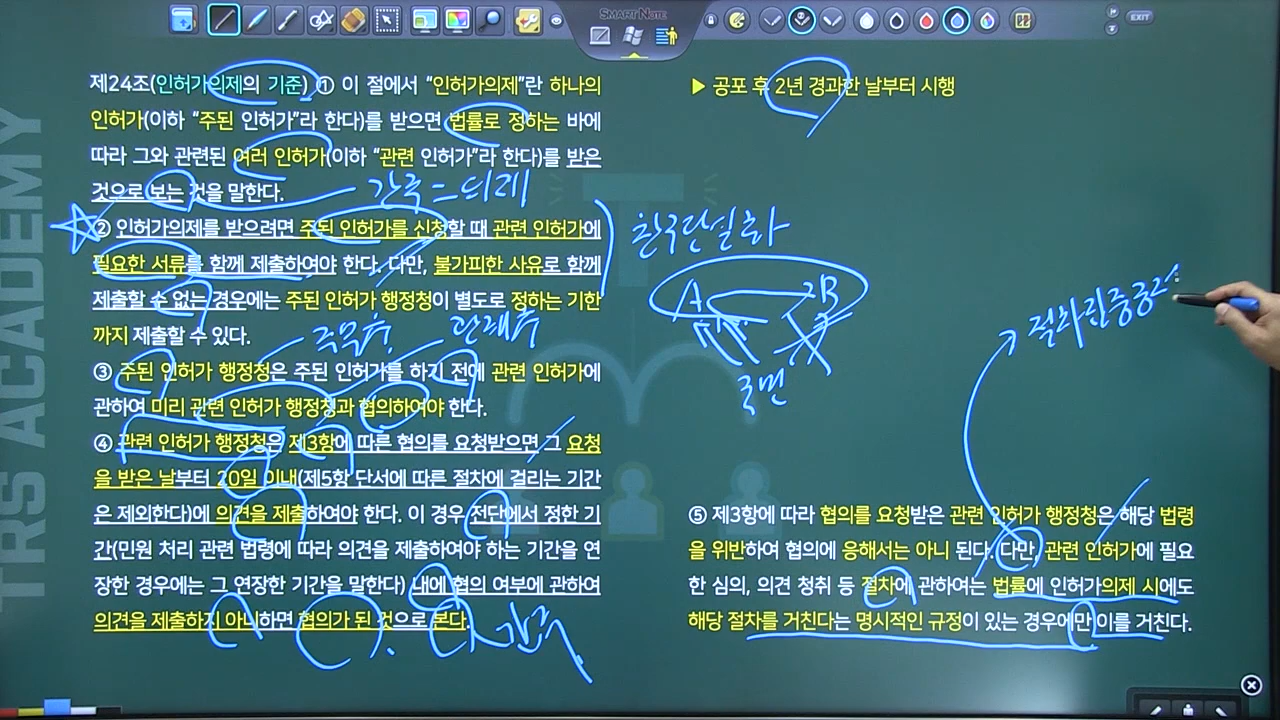 SMARTNOTE
EXIT
TRS ACADEMY
제24조(인허가의제의 기준) ① 이 절에서 “인허가의제”란 하나의
인허가(이하 “주된 인허가”라 한다)를 받으면 법률로 정하는 바에
따라 그와 관련된 여러 인허가(이하 “관련 인허가”라 한다)를 받은
것으로 보는 것을 말한다.
간주=의제
② 인허가의제를 받으려면 주된 인허가를 신청할 때 관련 인허가에
필요한 서류를 함께 제출하여야 한다. 다만, 불가피한 사유로 함께
제출할 수 없는 경우에는 주된 인허가 행정청이 별도로 정하는 기한
까지 제출할 수 있다.
③ 주된 인허가 행정청은 주된 인허가를 하기 전에 관련 인허가에
관하여 미리 관련 인허가 행정청과 협의하여야 한다.
④ 관련 인허가 행정청은 제3항에 따른 협의를 요청받으면 그 요청
을 받은 날부터 20일 이내(제5항 단서에 따른 절차에 걸리는 기간
은 제외한다)에 의견을 제출하여야 한다. 이 경우 전단에서 정한 기
간(민원 처리 관련 법령에 따라 의견을 제출하여야 하는 기간을 연
장한 경우에는 그 연장한 기간을 말한다) 내에 협의 여부에 관하여
의견을 제출하지 아니하면 협의가 된 것으로 본다.
간주
▶ 공포 후 2년 경과한 날부터 시행
A B
국민
절차집중
⑤ 제3항에 따라 협의를 요청받은 관련 인허가 행정청은 해당 법령
을 위반하여 협의에 응해서는 아니 된다. 다만, 관련 인허가에 필요
한 심의, 의견 청취 등 절차에 관하여는 법률에 인허가의제 시에도
해당 절차를 거친다는 명시적인 규정이 있는 경우에만 이를 거친다.